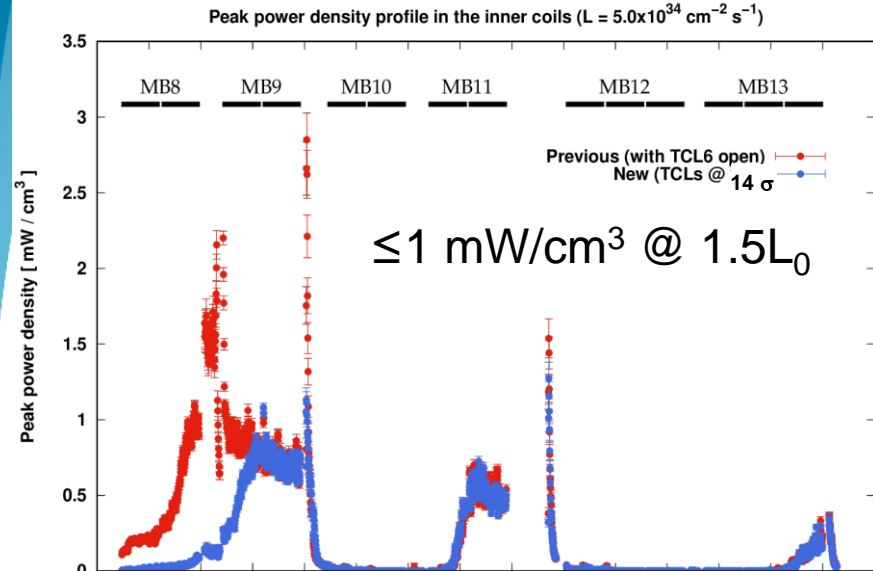 Peak power density profile in the inner coils (L = 5.0x10³⁴ cm⁻² s⁻¹)
3.5
MB8 MB9 MB10 MB11 MB12 MB13
3
Previous (with TCL6 open)
New (TCLs @ 14 σ
2.5
≤1 mW/cm³ @ 1.5L₀
2
1.5
1
0.5
0
Peak power density [ mW / cm³ ]